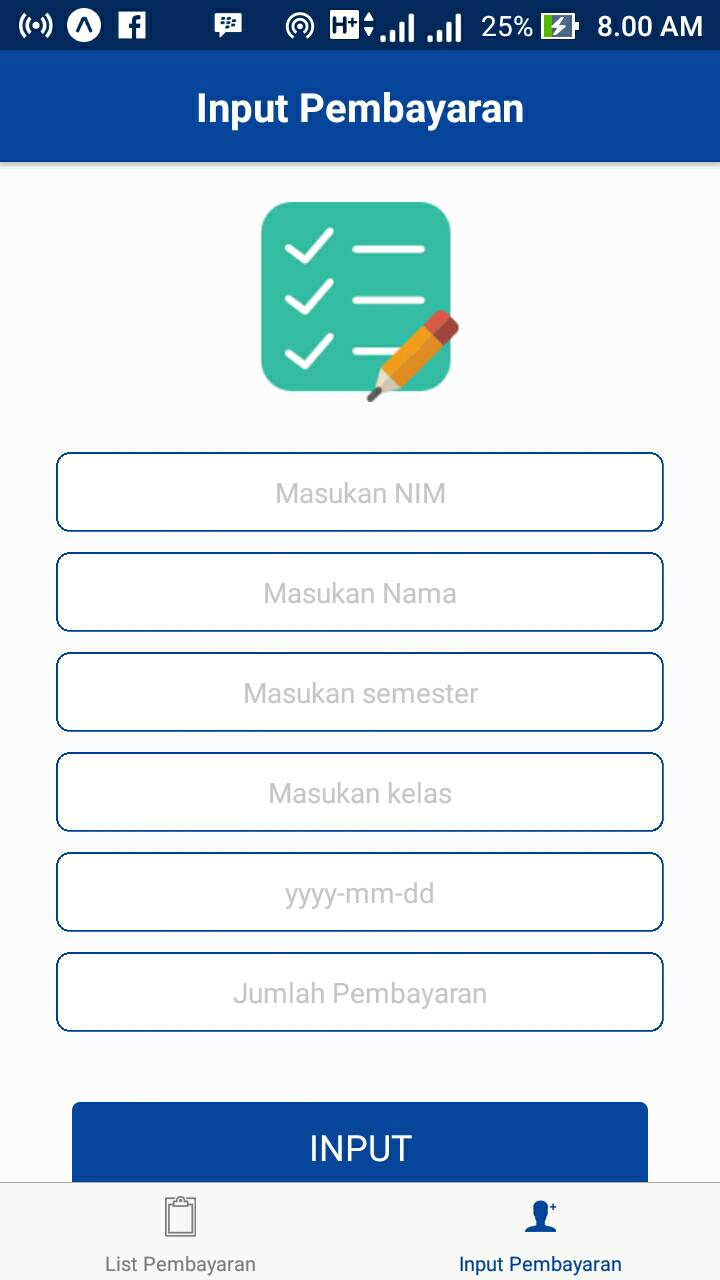 H+ 25% 8.00 AM
Input Pembayaran
Masukan NIM
Masukan Nama
Masukan semester
Masukan kelas
yyyy-mm-dd
Jumlah Pembayaran
INPUT
List Pembayaran
Input Pembayaran